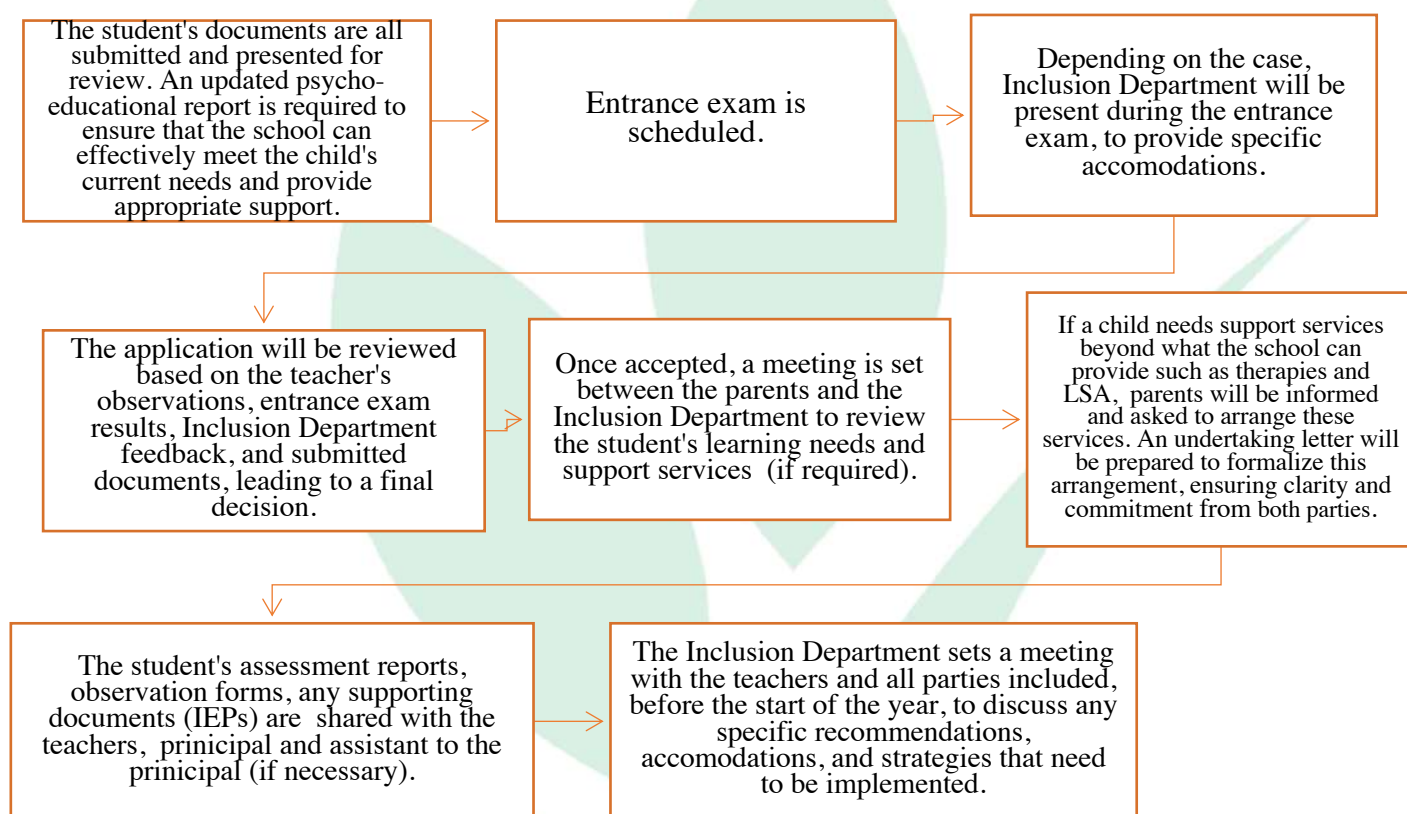 The student's documents are all
submitted and presented for
review. An updated psycho-
educational report is required to
ensure that the school can
effectively meet the child's
current needs and provide
appropriate support.
Entrance exam is
scheduled.
Depending on the case,
Inclusion Department will be
present during the entrance
exam, to provide specific
accomodations.
The application will be reviewed
based on the teacher's
observations, entrance exam
results, Inclusion Department
feedback, and submitted
documents, leading to a final
decision.
Once accepted, a meeting is set
between the parents and the
Inclusion Department to review
the student's learning needs and
support services (if required).
If a child needs support services
beyond what the school can
provide such as therapies and
LSA, parents will be informed
and asked to arrange these
services. An undertaking letter will
be prepared to formalize this
arrangement, ensuring clarity and
commitment from both parties.
The student's assessment reports,
observation forms, any supporting
documents (IEPs) are shared with the
teachers, prinicipal and assistant to the
prinicipal (if necessary).
The Inclusion Department sets a meeting
with the teachers and all parties included,
before the start of the year, to discuss any
specific recommendations,
accomodations, and strategies that need
to be implemented.